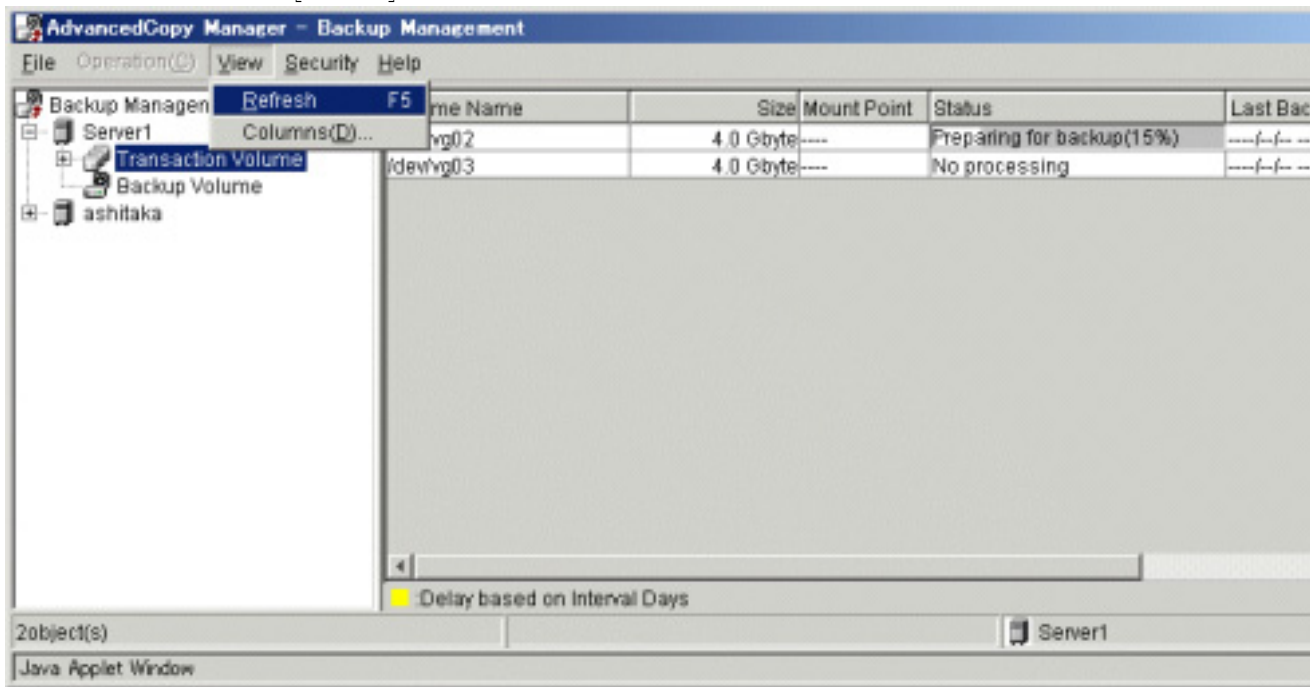 AdvancedCopy Manager - Backup Management
File Operation(C) View Security Help
Refresh F5
Columns(D)...
Backup Managen
Server1
Transaction Volume
Backup Volume
ashitaka
me Name Size Mount Point Status Last Bac
vg02 4.0 Gbyte ---- Preparing for backup(15%) ----/--/-- --
/dev/vg03 4.0 Gbyte ---- No processing ----/--/-- --
:Delay based on Interval Days
2object(s) Server1
Java Applet Window